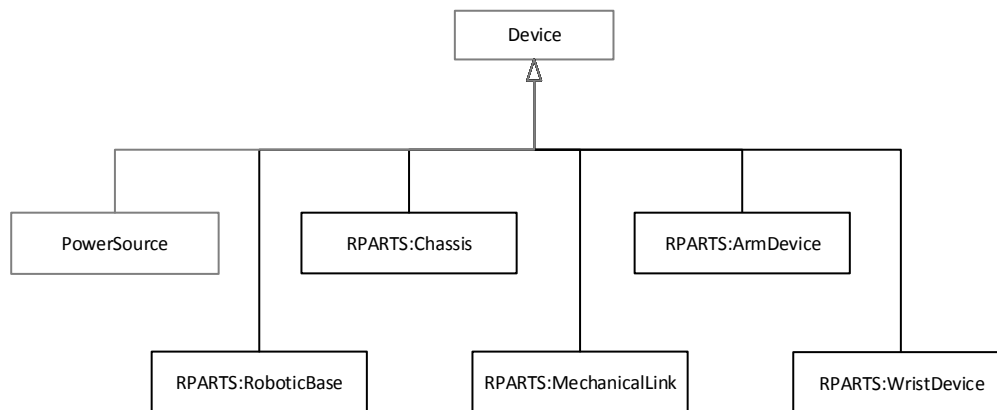 Device
PowerSource
RPARTS:Chassis
RPARTS:ArmDevice
RPARTS:RoboticBase
RPARTS:MechanicalLink
RPARTS:WristDevice